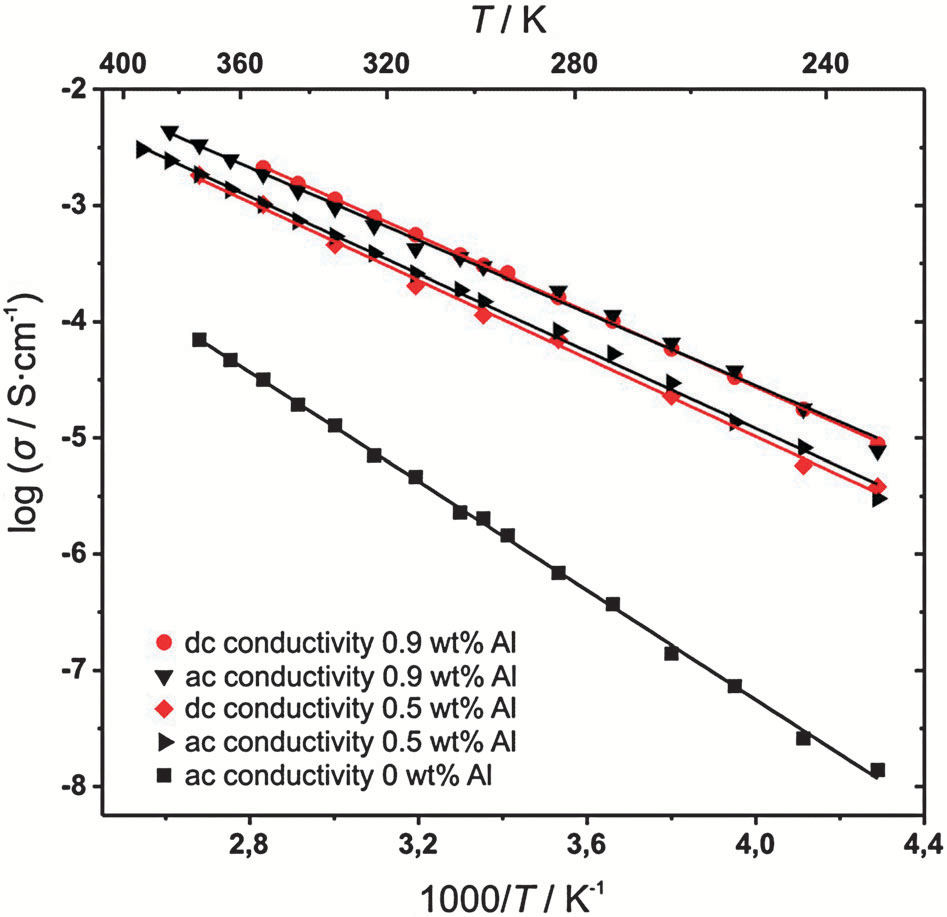 T / K
400 360 320 280 240
-2
-3
-4
-5
-6
-7
-8
log (σ / S·cm⁻¹)
dc conductivity 0.9 wt% Al
ac conductivity 0.9 wt% Al
dc conductivity 0.5 wt% Al
ac conductivity 0.5 wt% Al
ac conductivity 0 wt% Al
2,8 3,2 3,6 4,0 4,4
1000/T / K⁻¹